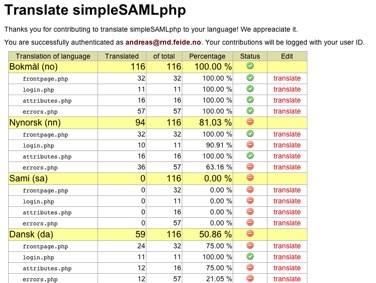 Translate simpleSAMLphp
Thanks you for contributing to translate simpleSAMLphp to your language! We appreaciate it.
You are successfully authenticated as andreas@rnd.feide.no. Your contributions will be logged with your user ID.
Translation of language Translated of total Percentage Status Edit
Bokmål (no) 116 116 100.00 %
frontpage.php 32 32 100.00 % translate
login.php 11 11 100.00 % translate
attributes.php 16 16 100.00 % translate
errors.php 57 57 100.00 % translate
Nynorsk (nn) 94 116 81.03 %
frontpage.php 32 32 100.00 % translate
login.php 10 11 90.91 % translate
attributes.php 16 16 100.00 % translate
errors.php 36 57 63.16 % translate
Sami (sa) 0 116 0.00 %
frontpage.php 0 32 0.00 % translate
login.php 0 11 0.00 % translate
attributes.php 0 16 0.00 % translate
errors.php 0 57 0.00 % translate
Dansk (da) 59 116 50.86 %
frontpage.php 24 32 75.00 % translate
login.php 11 11 100.00 % translate
attributes.php 12 16 75.00 % translate
errors.php 12 57 21.05 % translate